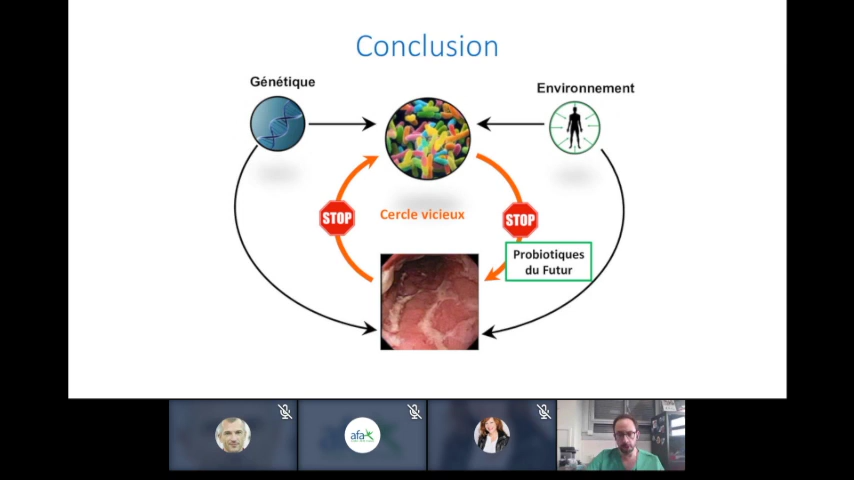 Conclusion
Génétique
Environnement
STOP
Cercle vicieux
STOP
Probiotiques
du Futur
afa